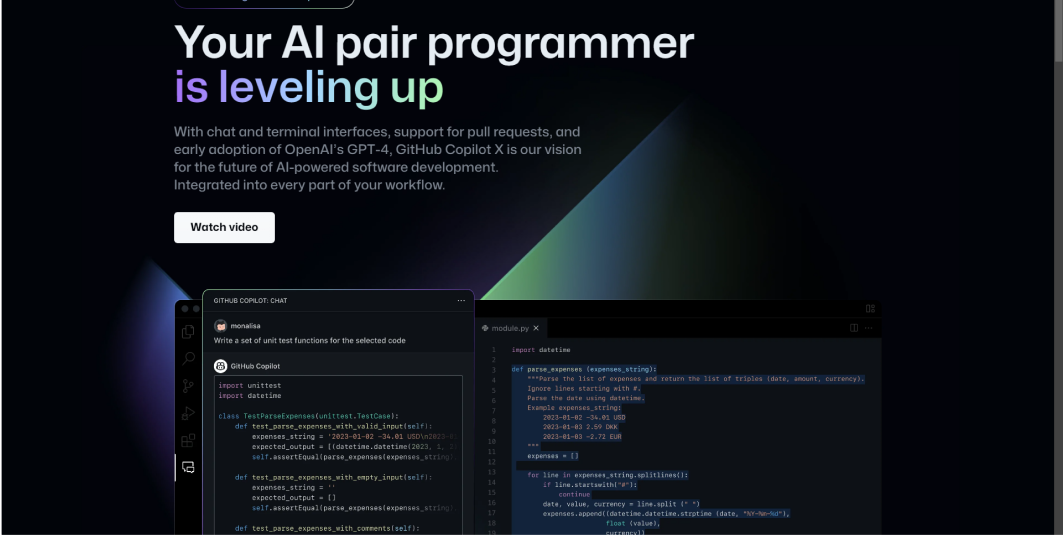 Your AI pair programmer
is leveling up
With chat and terminal interfaces, support for pull requests, and
early adoption of OpenAI's GPT-4, GitHub Copilot X is our vision
for the future of AI-powered software development.
Integrated into every part of your workflow.
Watch video
GITHUB COPILOT: CHAT
monalisa
Write a set of unit test functions for the selected code
GitHub Copilot
import unittest
import datetime
class TestParseExpenses(unittest.TestCase):
def test_parse_expenses_with_valid_input(self):
expenses_string = '2023-01-02 -34.01 USD\n2023-
expected_output = [(datetime.datetime(2023, 1,
self.assertEqual(parse_expenses(expenses_string)
def test_parse_expenses_with_empty_input(self):
expenses_string = ''
expected_output = []
self.assertEqual(parse_expenses(expenses_string)
def test_parse_expenses_with_comments(self):
module.py
1 import datetime
2
3 def parse_expenses (expenses_string):
4 """Parse the list of expenses and return the list of triples (date, amount, currency).
5 Ignore lines starting with #.
6 Parse the date using datetime.
7 Example expenses_string:
8 2023-01-02 -34.01 USD
9 2023-01-03 2.59 DKK
10 2023-01-03 -2.72 EUR
"""
11 expenses = []
12
13 for line in expenses_string.splitlines():
14 if line.startswith("#"):
15 continue
16 date, value, currency = line.split (" ")
17 expenses.append((datetime.datetime.strptime (date, "%Y-%m-%d"),
18 float (value),
19 currency))